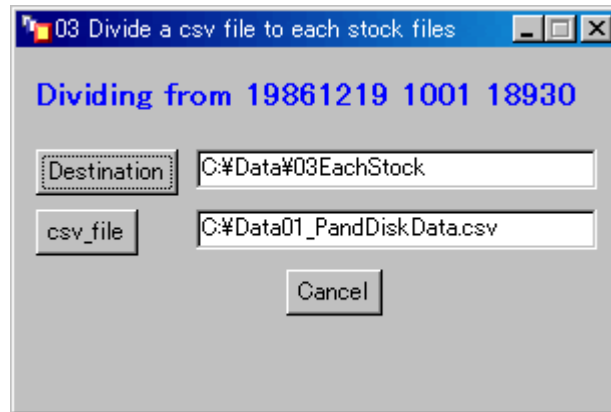 03 Divide a csv file to each stock files
Dividing from 19861219 1001 18930
Destination C:¥Data¥03EachStock
csv_file C:¥Data01_PandDiskData.csv
Cancel